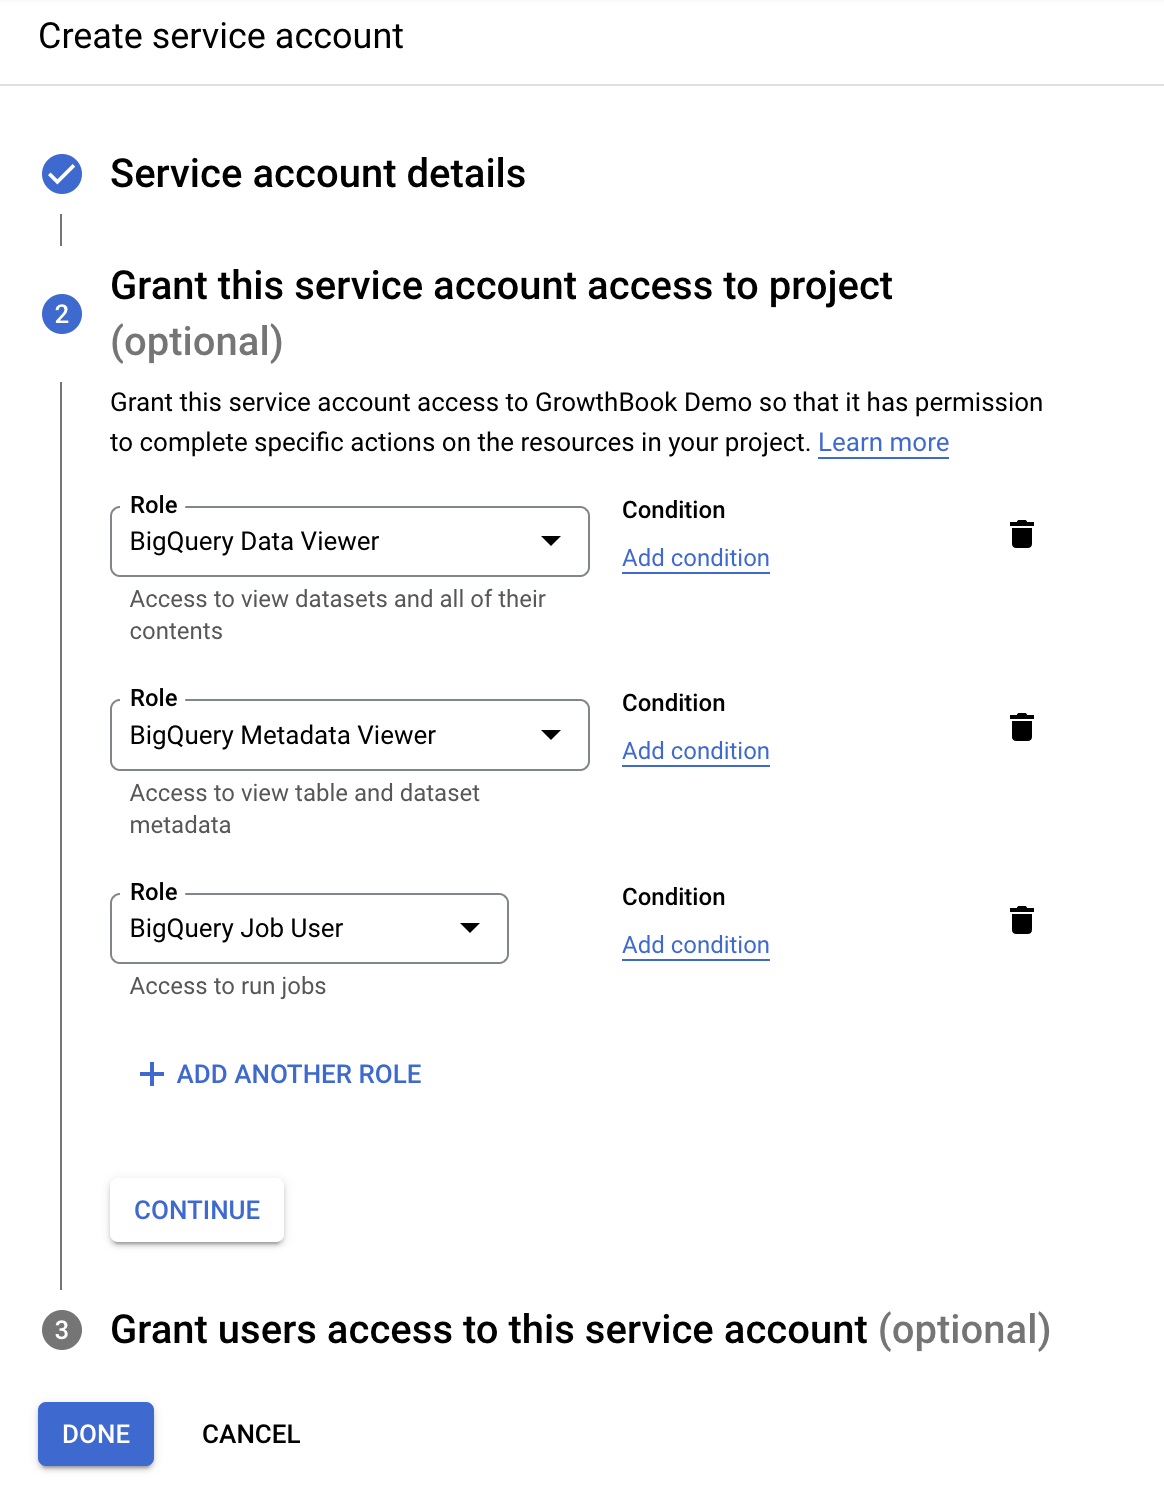 Create service account
Service account details
2
Grant this service account access to project
(optional)
Grant this service account access to GrowthBook Demo so that it has permission
to complete specific actions on the resources in your project. Learn more
Role
BigQuery Data Viewer
Condition
Add condition
Access to view datasets and all of their
contents
Role
BigQuery Metadata Viewer
Condition
Add condition
Access to view table and dataset
metadata
Role
BigQuery Job User
Condition
Add condition
Access to run jobs
ADD ANOTHER ROLE
CONTINUE
3
Grant users access to this service account (optional)
DONE
CANCEL